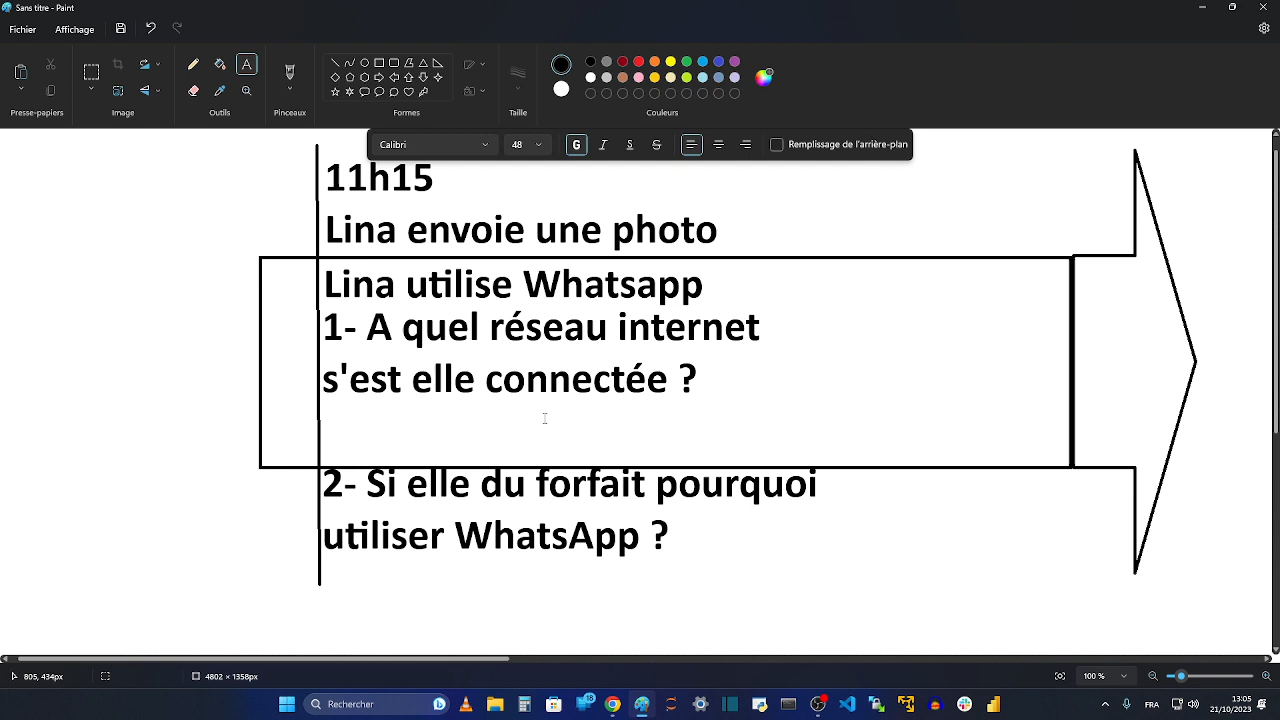 Sans titre - Paint
Fichier
Affichage
Presse-papiers
Image
Outils
Pinceaux
Formes
Taille
Couleurs
Calibri
48
G
I
S
S
Remplissage de l'arrière-plan
11h15
Lina envoie une photo
Lina utilise Whatsapp
1- A quel réseau internet
s'est elle connectée ?
2- Si elle du forfait pourquoi
utiliser WhatsApp ?
4802 × 1358px
100 %
Rechercher
FRA
13:05
21/10/2023